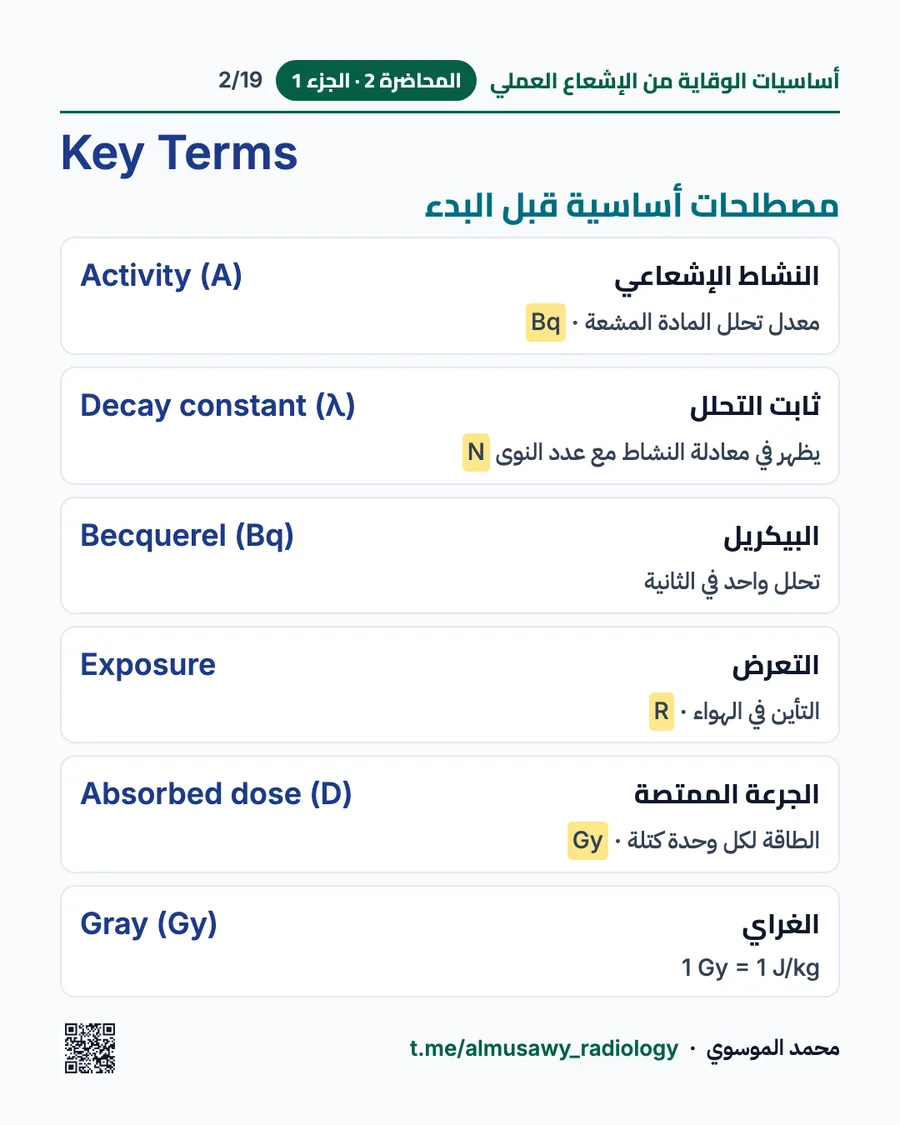 أساسيات الوقاية من الإشعاع العملي المحاضرة 2 · الجزء 1 2/19
Key Terms
مصطلحات أساسية قبل البدء
Activity (A) النشاط الإشعاعي
معدل تحلل المادة المشعة · Bq
Decay constant (λ) ثابت التحلل
يظهر في معادلة النشاط مع عدد النوى N
Becquerel (Bq) البيكريل
تحلل واحد في الثانية
Exposure التعرض
التأين في الهواء · R
Absorbed dose (D) الجرعة الممتصة
الطاقة لكل وحدة كتلة · Gy
Gray (Gy) الغراي
1 Gy = 1 J/kg
محمد الموسوي · t.me/almusawy_radiology